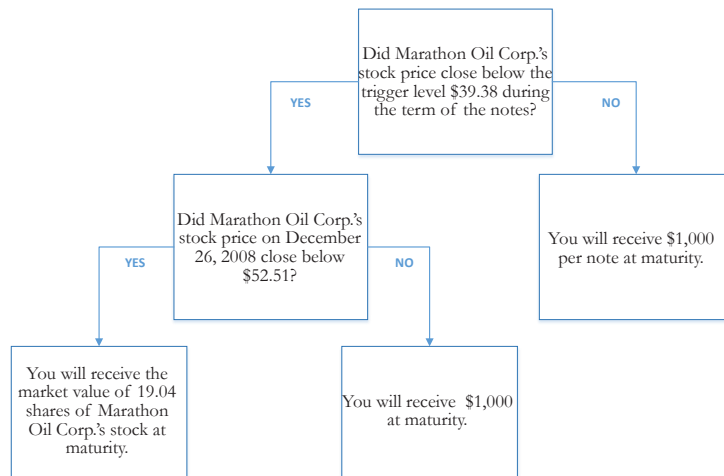 Did Marathon Oil Corp.'s
stock price close below the
trigger level $39.38 during
the term of the notes?
YES
NO
Did Marathon Oil Corp.'s
stock price on December
26, 2008 close below
$52.51?
You will receive $1,000
per note at maturity.
YES
NO
You will receive the
market value of 19.04
shares of Marathon
Oil Corp.'s stock at
maturity.
You will receive $1,000
at maturity.